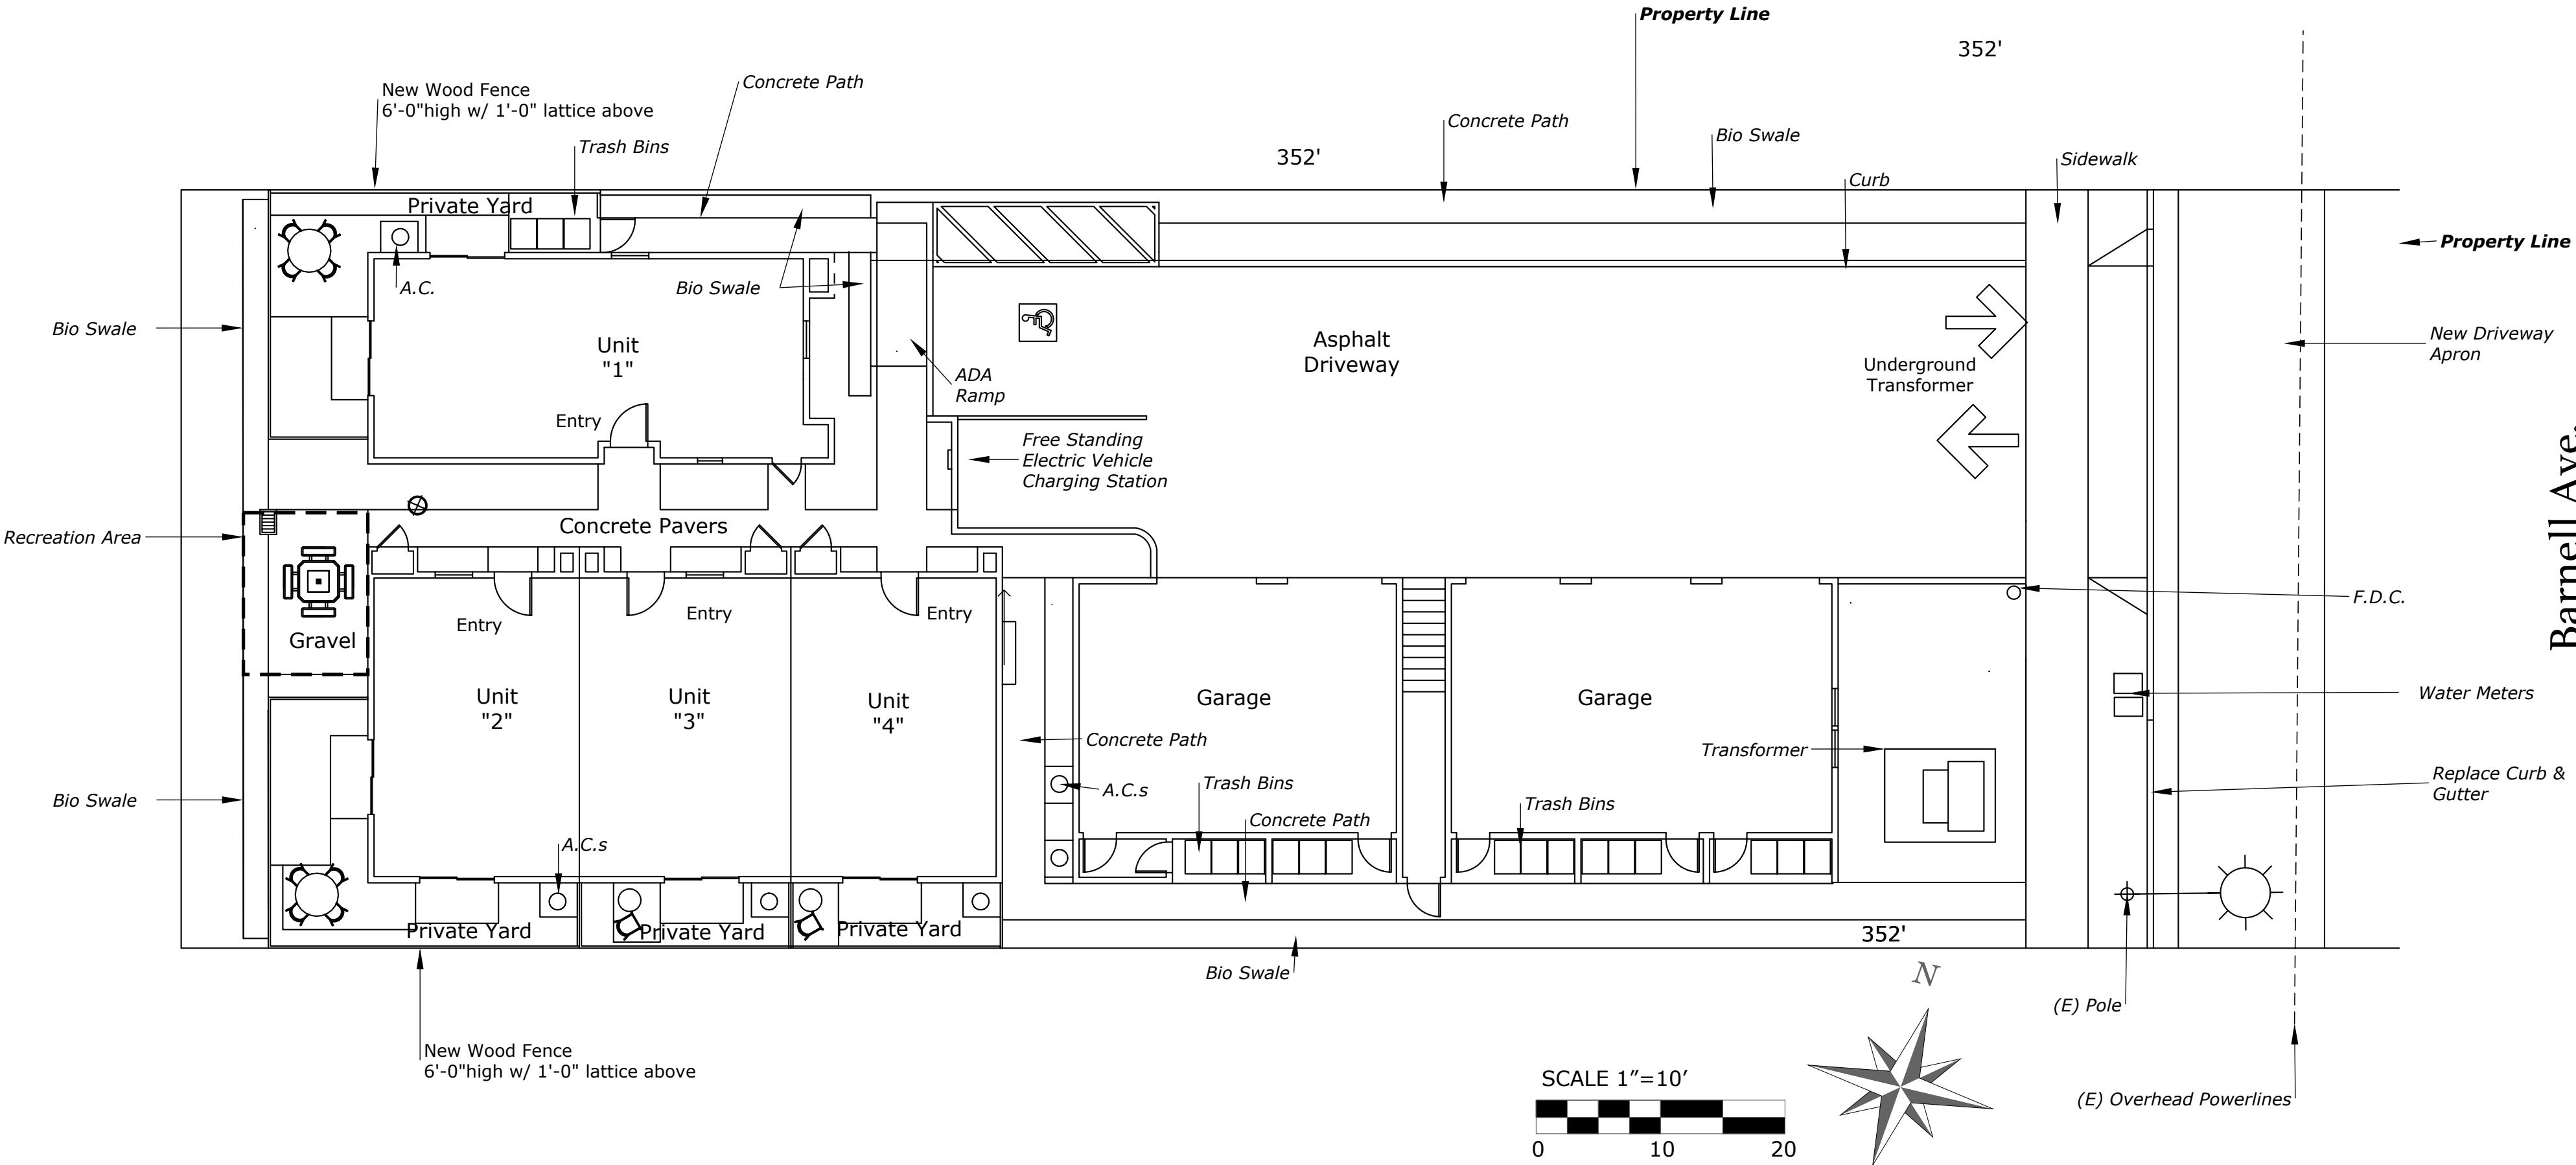 Property Line
352'
New Wood Fence
6'-0"high w/ 1'-0" lattice above
Concrete Path
Trash Bins
Concrete Path
Bio Swale
352'
Sidewalk
Curb
Private Yard
Property Line
A.C.
Bio Swale
Bio Swale
Unit
"1"
Asphalt
Driveway
New Driveway
Apron
Underground
Transformer
ADA
Ramp
Entry
Free Standing
Electric Vehicle
Charging Station
Barnell Ave.
Recreation Area
Concrete Pavers
Entry
Entry
Entry
F.D.C.
Gravel
Unit
"2"
Unit
"3"
Unit
"4"
Garage
Garage
Water Meters
Concrete Path
Transformer
Bio Swale
A.C.s
Trash Bins
Trash Bins
Replace Curb &
Gutter
Concrete Path
A.C.s
Private Yard
Private Yard
Private Yard
352'
Bio Swale
N
(E) Pole
New Wood Fence
6'-0"high w/ 1'-0" lattice above
SCALE 1”=10’
(E) Overhead Powerlines
0 10 20